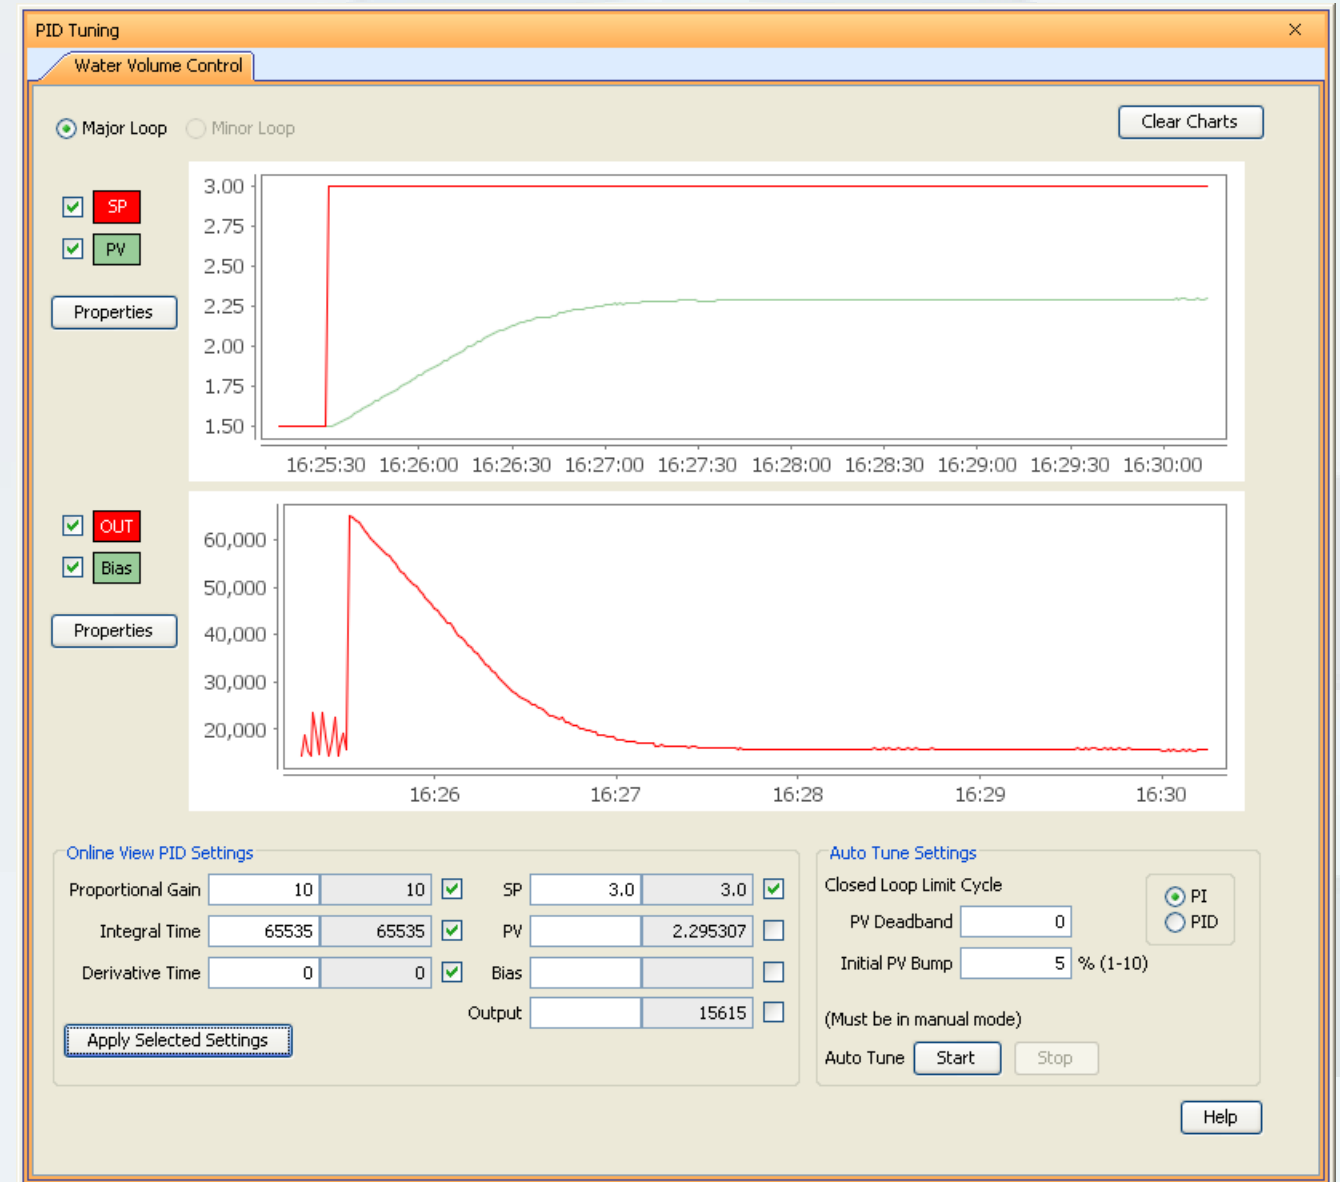 PID Tuning
Water Volume Control
Major Loop Minor Loop Clear Charts
SP
PV
Properties
3.00
2.75
2.50
2.25
2.00
1.75
1.50
16:25:30 16:26:00 16:26:30 16:27:00 16:27:30 16:28:00 16:28:30 16:29:00 16:29:30 16:30:00
OUT
Bias
Properties
60,000
50,000
40,000
30,000
20,000
16:26 16:27 16:28 16:29 16:30
Online View PID Settings
Proportional Gain 10 10 SP 3.0 3.0
Integral Time 65535 65535 PV 2.295307
Derivative Time 0 0 Bias
Output 15615
Apply Selected Settings
Auto Tune Settings
Closed Loop Limit Cycle
PI
PV Deadband 0 PID
Initial PV Bump 5 % (1-10)
(Must be in manual mode)
Auto Tune Start Stop
Help